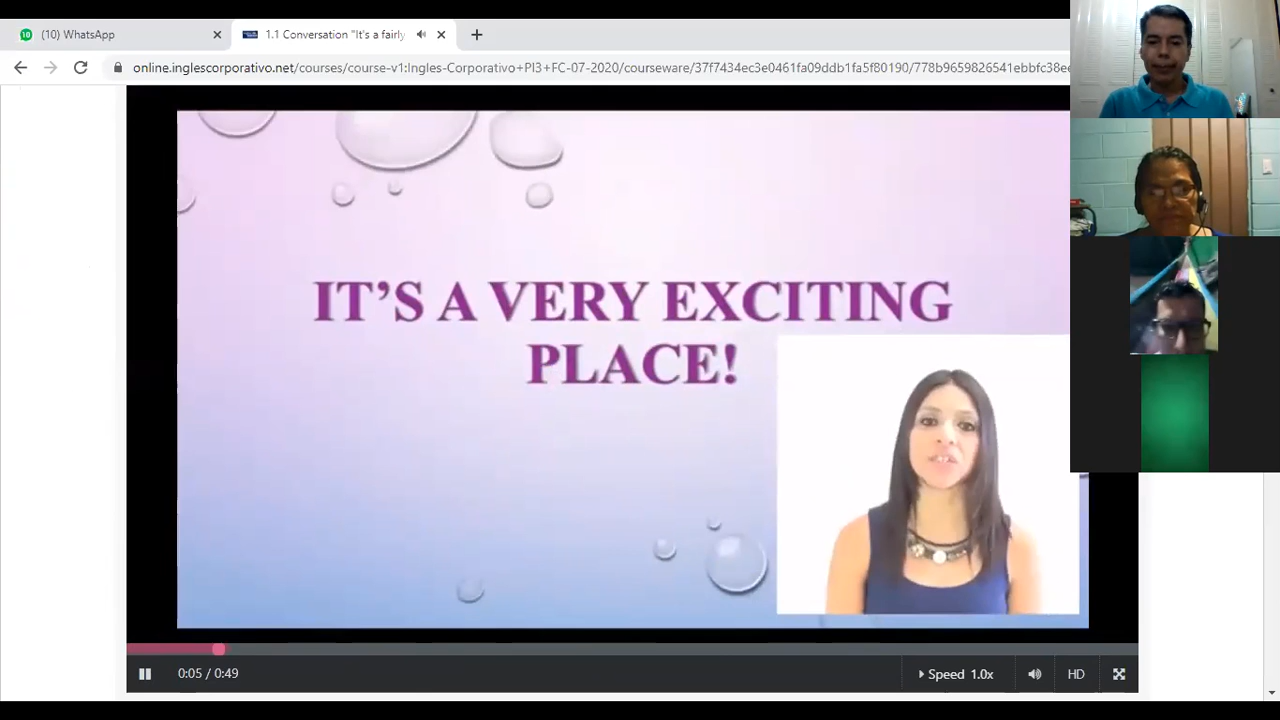 (10) WhatsApp
1.1 Conversation "It's a fairly
online.inglescorporativo.net/courses/course-v1:Ingles-Corporativo+PI3+FC-07-2020/courseware/37f7434ec3e0461fa09ddb1fa5f80190/778b9659826541ebbfc38ee
IT'S A VERY EXCITING
PLACE!
0:05 / 0:49
Speed 1.0x
HD